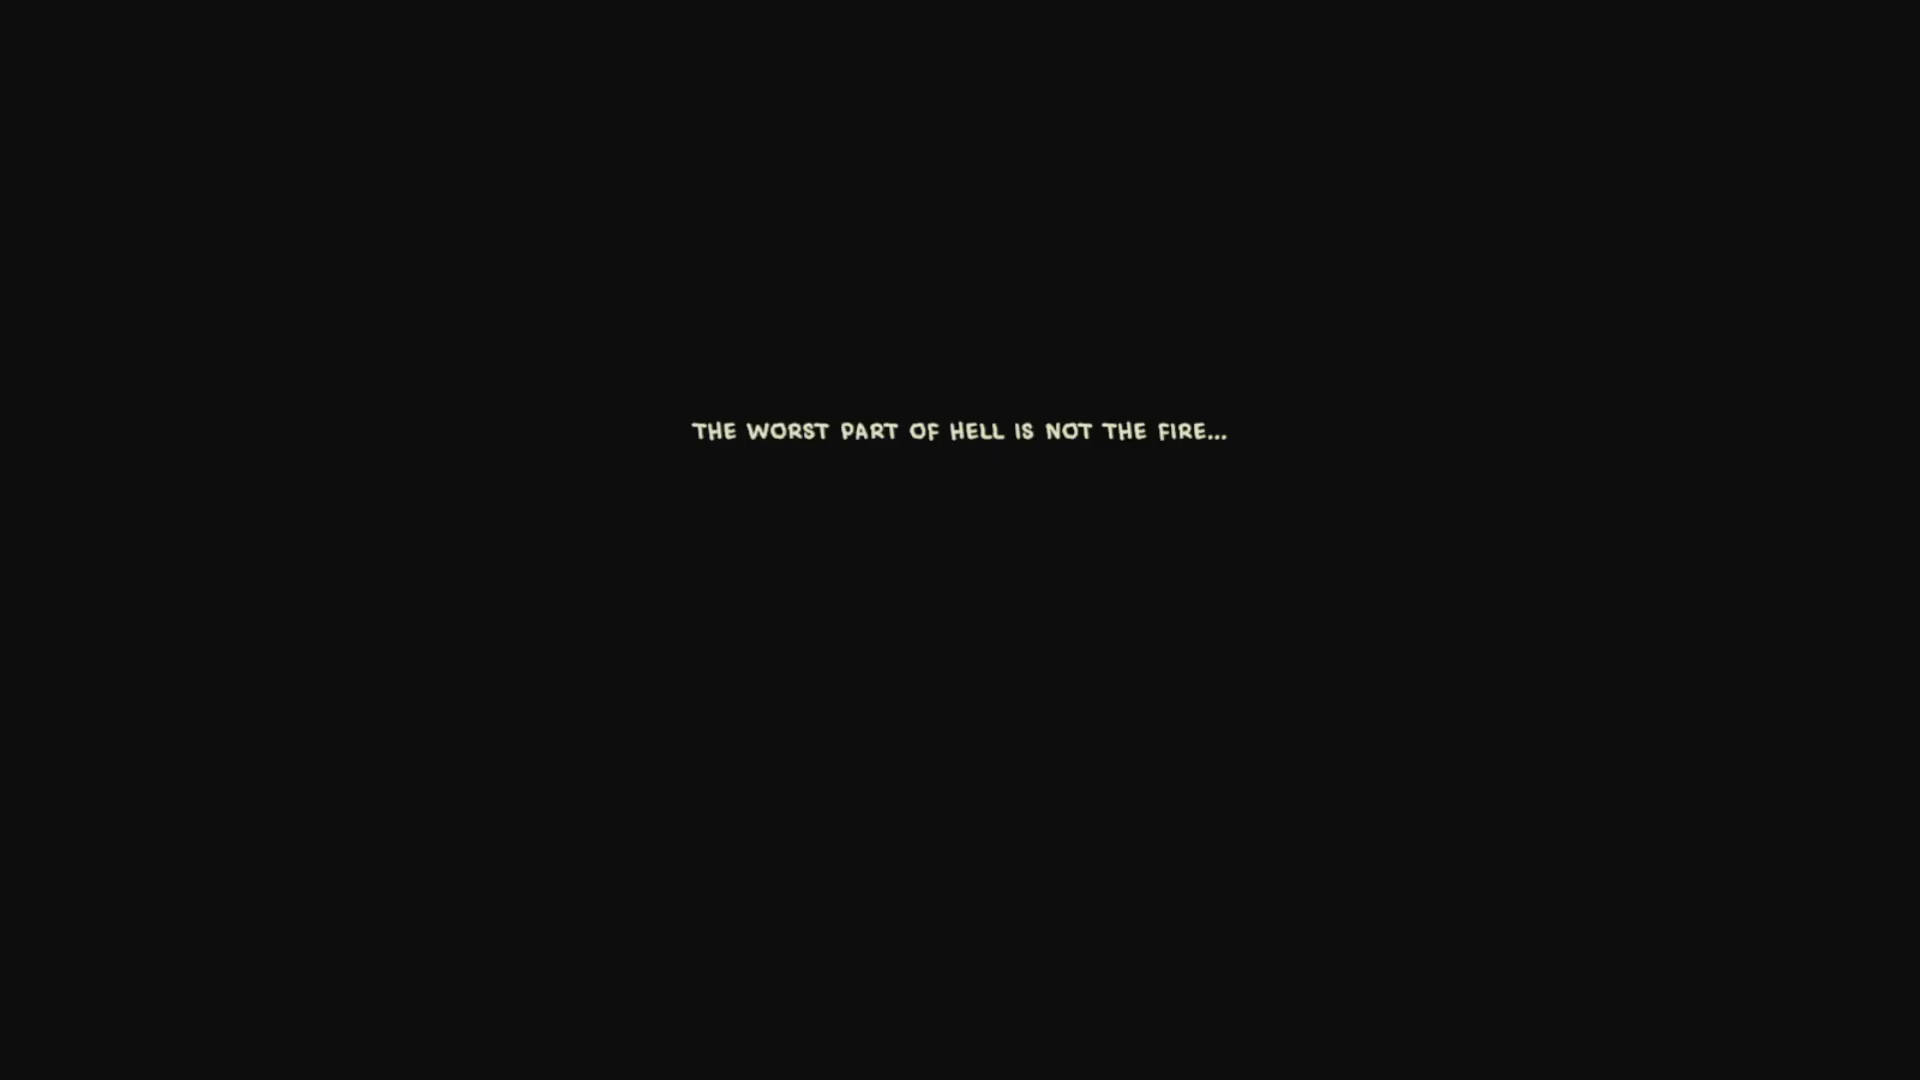 THE WORST PART OF HELL IS NOT THE FIRE...